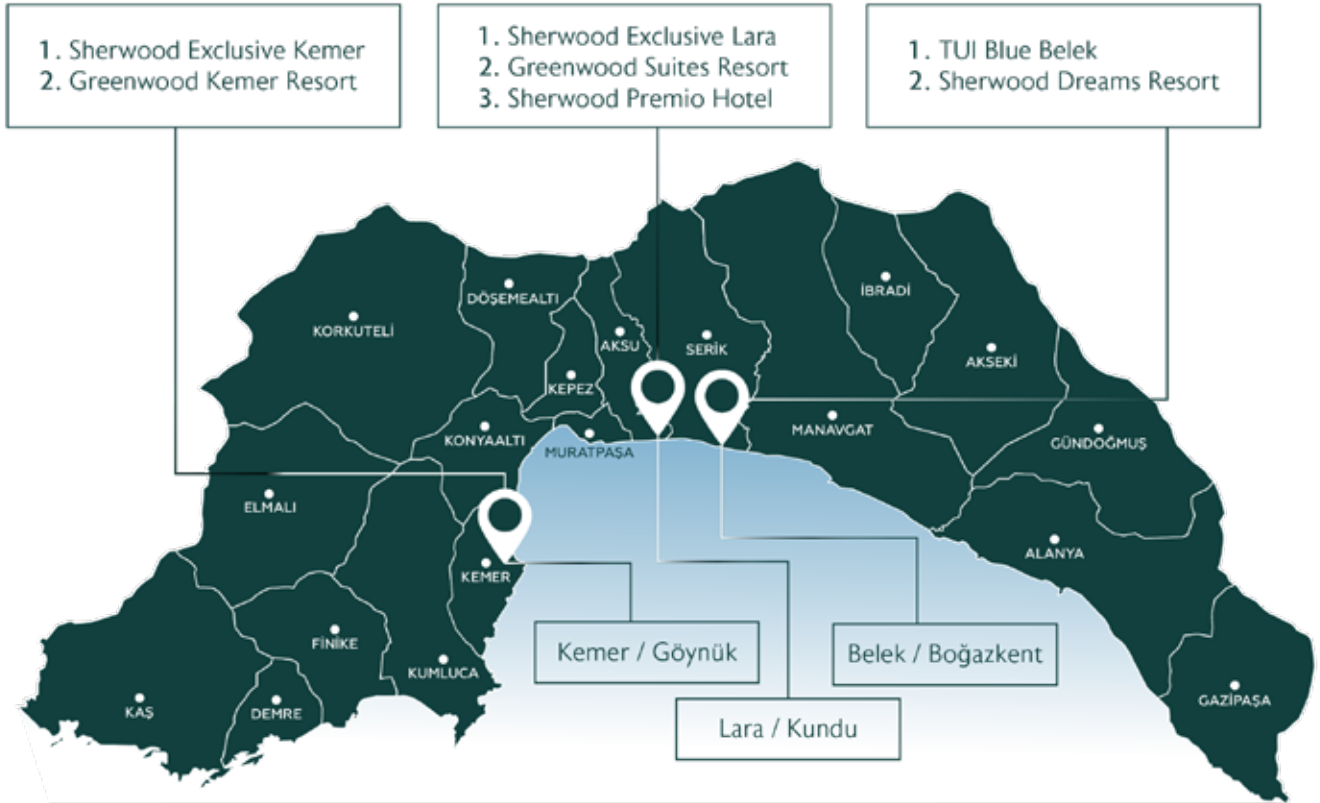 1. Sherwood Exclusive Kemer
2. Greenwood Kemer Resort
1. Sherwood Exclusive Lara
2. Greenwood Suites Resort
3. Sherwood Premio Hotel
1. TUI Blue Belek
2. Sherwood Dreams Resort
KORKUTELİ
DÖŞEMEALTI
KEPEZ
AKSU
SERİK
İBRADİ
AKSEKİ
KONYAALTI
MURATPAŞA
MANAVGAT
GÜNDOĞMUŞ
ELMALI
KEMER
ALANYA
FİNİKE
KUMLUCA
KAŞ
DEMRE
GAZİPAŞA
Kemer / Göynük
Belek / Boğazkent
Lara / Kundu